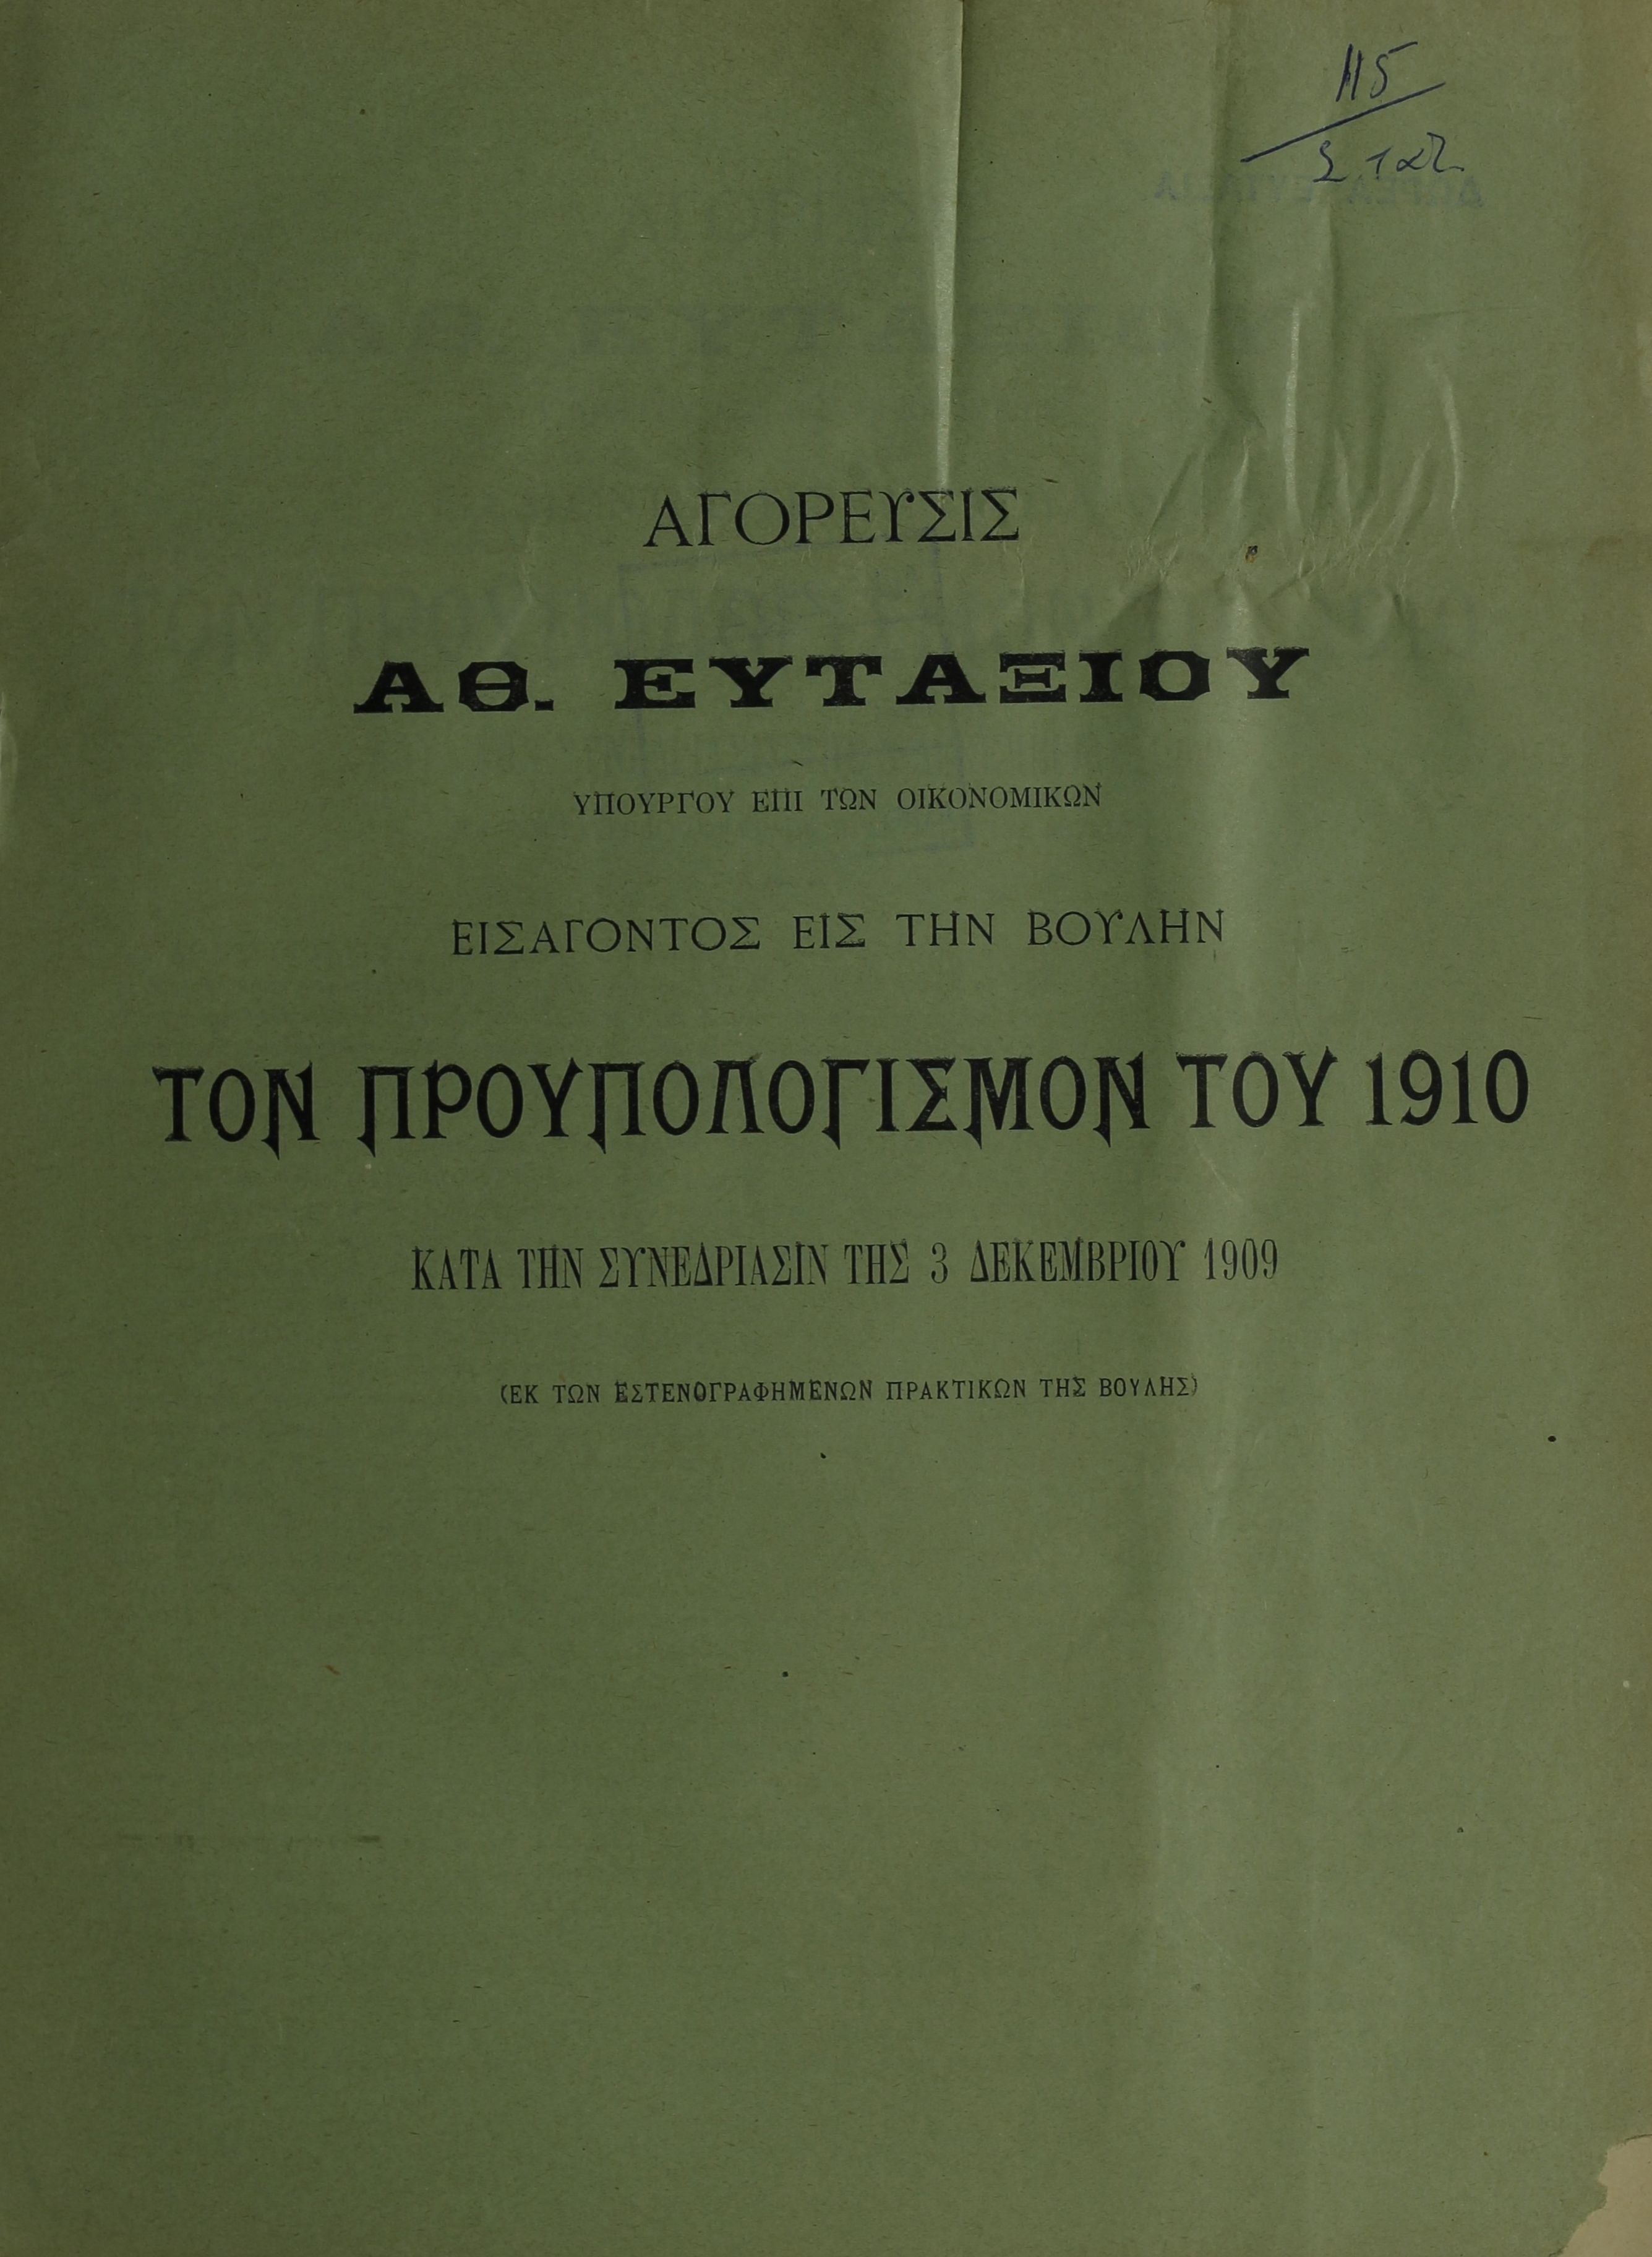 115
ΑΓΟΡΕΥΣΙΣ
ΑΘ. ΕΥΤΑΞΙΟΥ
ΥΠΟΥΡΓΟΥ ΕΠΙ ΤΩΝ ΟΙΚΟΝΟΜΙΚΩΝ
ΕΙΣΑΓΟΝΤΟΣ ΕΙΣ ΤΗΝ ΒΟΥΛΗΝ
ΤΟΝ ΠΡΟΥΠΟΛΟΓΙΣΜΟΝ ΤΟΥ 1910
ΚΑΤΑ ΤΗΝ ΣΥΝΕΔΡΙΑΣΙΝ ΤΗΣ 3 ΔΕΚΕΜΒΡΙΟΥ 1909
(ΕΚ ΤΩΝ ΕΣΤΕΝΟΓΡΑΦΗΜΕΝΩΝ ΠΡΑΚΤΙΚΩΝ ΤΗΣ ΒΟΥΛΗΣ)